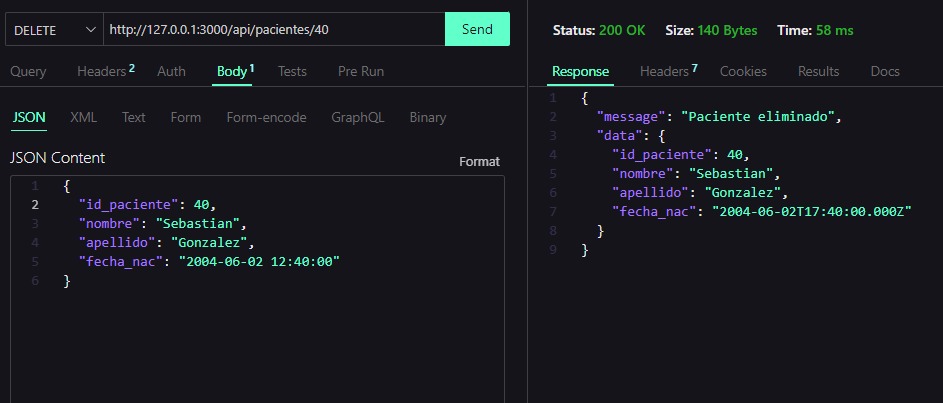 DELETE http://127.0.0.1:3000/api/pacientes/40 Send
Query Headers 2 Auth Body 1 Tests Pre Run
JSON XML Text Form Form-encode GraphQL Binary
JSON Content Format
1 {
2 "id_paciente": 40,
3 "nombre": "Sebastian",
4 "apellido": "Gonzalez",
5 "fecha_nac": "2004-06-02 12:40:00"
6 }
Status: 200 OK Size: 140 Bytes Time: 58 ms
Response Headers 7 Cookies Results Docs
1 {
2 "message": "Paciente eliminado",
3 "data": {
4 "id_paciente": 40,
5 "nombre": "Sebastian",
6 "apellido": "Gonzalez",
7 "fecha_nac": "2004-06-02T17:40:00.000Z"
8 }
9 }